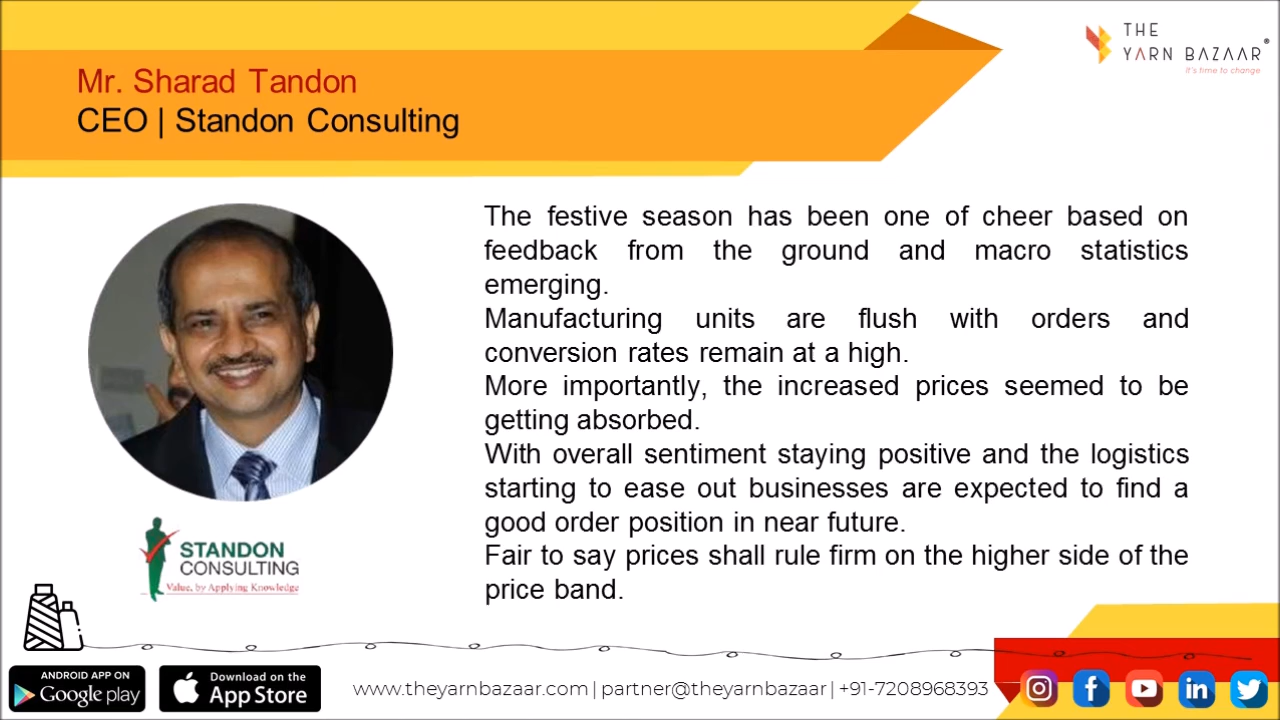 THE
YARN BAZAAR®
It's time to change
Mr. Sharad Tandon
CEO | Standon Consulting
The festive season has been one of cheer based on
feedback from the ground and macro statistics
emerging.
Manufacturing units are flush with orders and
conversion rates remain at a high.
More importantly, the increased prices seemed to be
getting absorbed.
With overall sentiment staying positive and the logistics
starting to ease out businesses are expected to find a
good order position in near future.
Fair to say prices shall rule firm on the higher side of the
price band.
STANDON
CONSULTING
Value, by Applying Knowledge
ANDROID APP ON
Google play
Download on the
App Store
www.theyarnbazaar.com | partner@theyarnbazaar | +91-7208968393